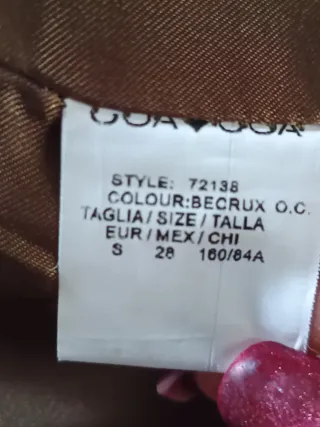 STYLE: 72138
COLOUR:BECRUX O.C.
TAGLIA/SIZE/TALLA
EUR/MEX/CHI
S 28 160/84A